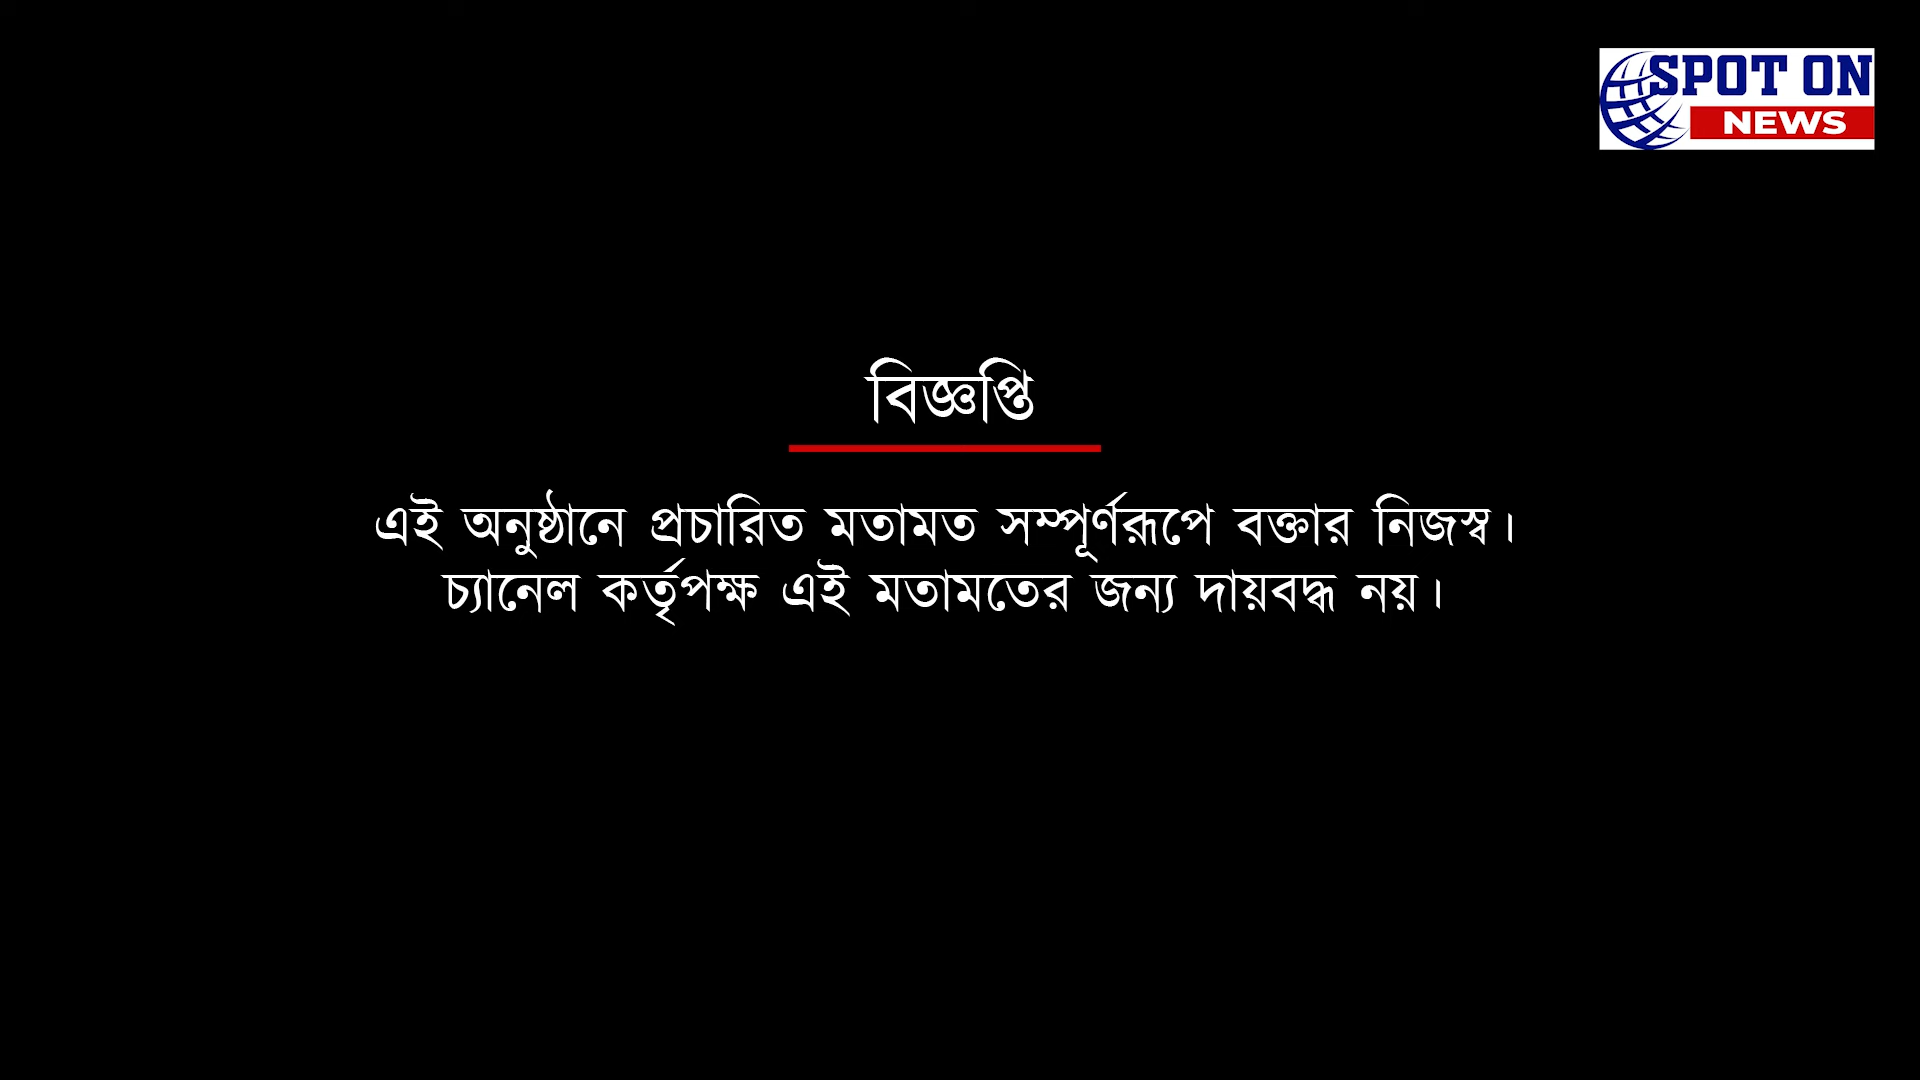 SPOT ON
NEWS
বিজ্ঞপ্তি
এই অনুষ্ঠানে প্রচারিত মতামত সম্পূর্ণরূপে বক্তার নিজস্ব।
চ্যানেল কর্তৃপক্ষ এই মতামতের জন্য দায়বদ্ধ নয়।